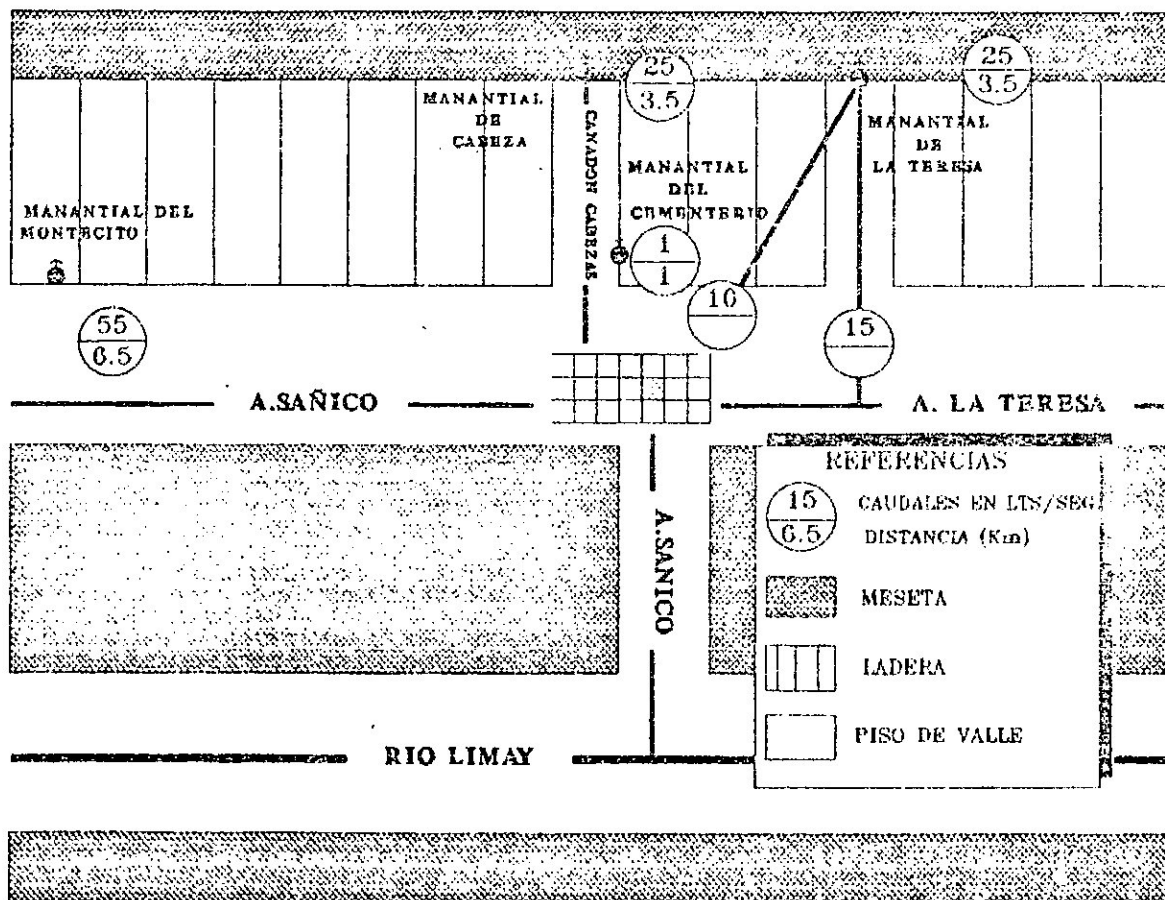 25
3.5
25
3.5
MANANTIAL
DE
CABEZA
CANADON CABEZAS
MANANTIAL
DEL
CEMENTERIO
MANANTIAL
DE
LA TERESA
MANANTIAL DEL
MONTECITO
1
1
10
15
55
6.5
A.SAÑICO
A. LA TERESA
A.SANICO
REFERENCIAS
15
6.5
CAUDALES EN LTS/SEG
DISTANCIA (Km)
MESETA
LADERA
PISO DE VALLE
RIO LIMAY